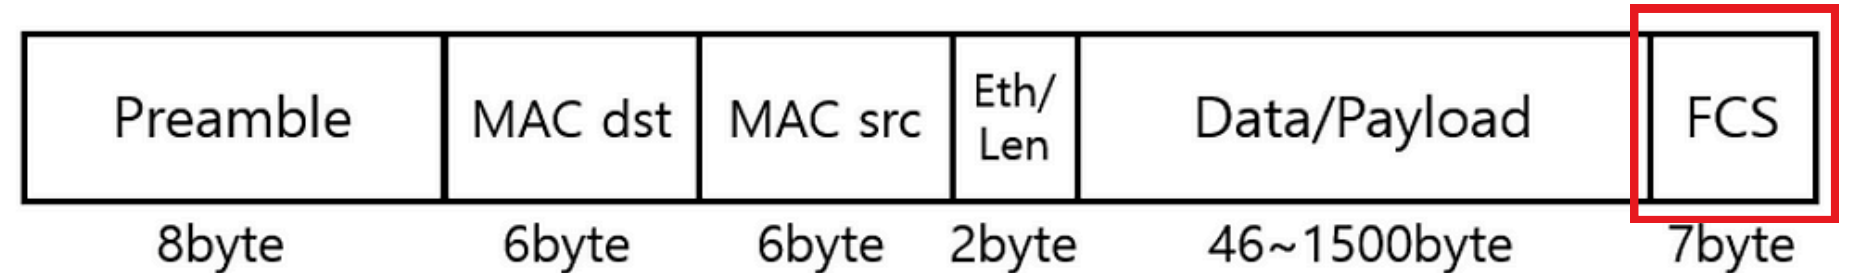 Preamble
MAC dst
MAC src
Eth/
Len
Data/Payload
FCS
8byte
6byte
6byte
2byte
46~1500byte
7byte